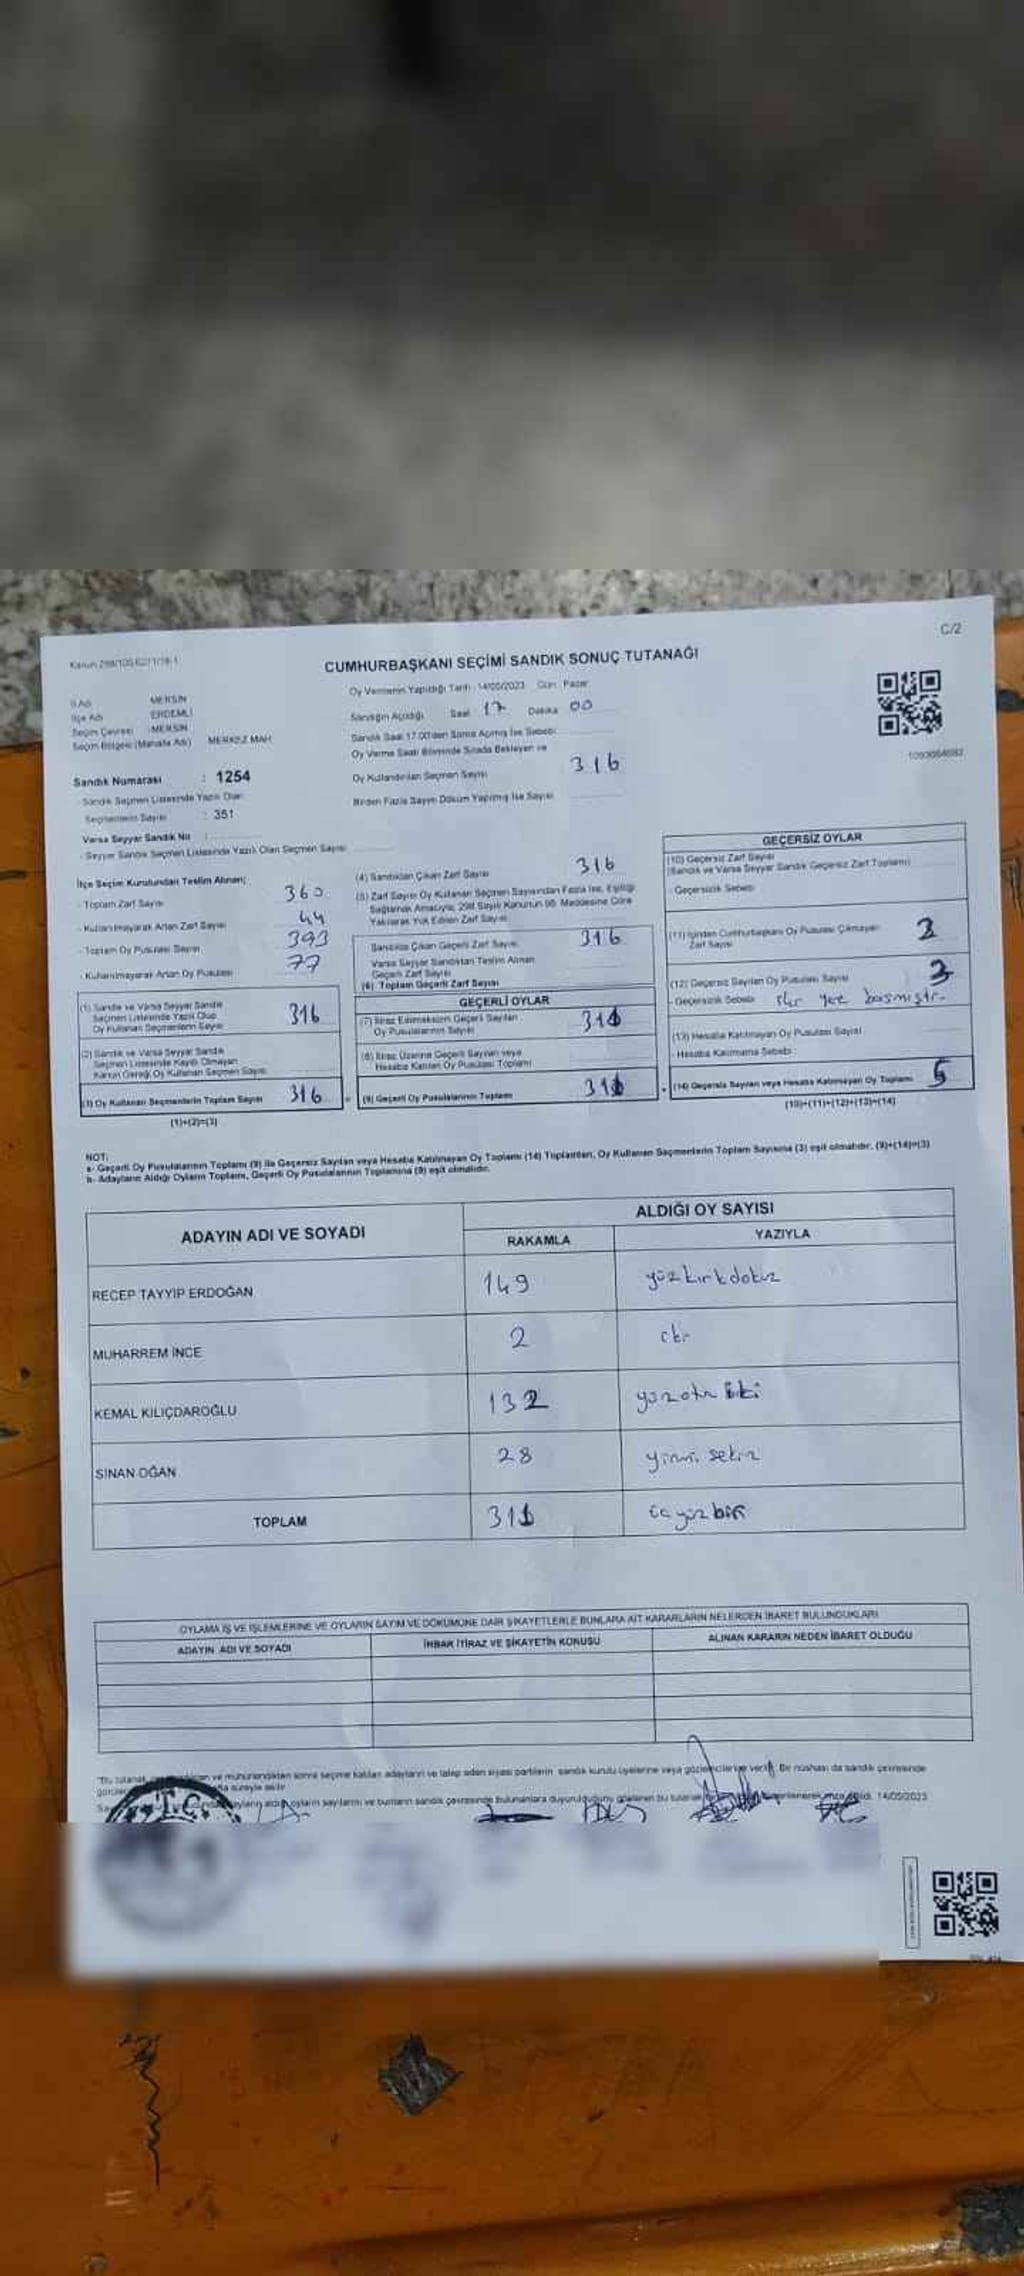 C/2
CUMHURBAŞKANI SEÇİMİ SANDIK SONUÇ TUTANAĞI
İl Adı MERSİN
İlçe Adı ERDEMLİ
Seçim Çevresi MERSİN
Seçim Bölgesi (Mahalle Adı) MERKEZ MAH.
Oy Vermenin Yapıldığı Tarih : 14/05/2023 Gün : Pazar
Sandığın Açıldığı Saat 17 Dakika 00
Sandık Saat 17.00'den Sonra Açılmış İse Sebebi
Oy Verme Saati Bitiminde Sırada Bekleyen ve
Oy Kullandırılan Seçmen Sayısı 316
Birden Fazla Sayım Döküm Yapılmış İse Sayısı
Sandık Numarası : 1254
- Sandık Seçmen Listesinde Yazılı Olan
Seçmenlerin Sayısı : 351
Varsa Seyyar Sandık No :
- Seyyar Sandık Seçmen Listesinde Yazılı Olan Seçmen Sayısı
İlçe Seçim Kurulundan Teslim Alınan;
- Toplam Zarf Sayısı 360
- Kullanılmayarak Artan Zarf Sayısı 44
- Toplam Oy Pusulası Sayısı 393
- Kullanılmayarak Artan Oy Pusulası 77
(1) Sandık ve Varsa Seyyar Sandık
Seçmen Listesinde Yazılı Olup
Oy Kullanan Seçmenlerin Sayısı 316
(2) Sandık ve Varsa Seyyar Sandık
Seçmen Listesinde Kayıtlı Olmayan
Kanun Gereği Oy Kullanan Seçmen Sayısı
(3) Oy Kullanan Seçmenlerin Toplam Sayısı 316
(1)+(2)=(3)
(4) Sandıktan Çıkan Zarf Sayısı 316
(5) Zarf Sayısı Oy Kullanan Seçmen Sayısından Fazla İse, Eşitliği
Sağlamak Amacıyla, 298 Sayılı Kanunun 98. Maddesine Göre
Yakılarak Yok Edilen Zarf Sayısı
Sandıkta Çıkan Geçerli Zarf Sayısı 316
Varsa Seyyar Sandıktan Teslim Alınan
Geçerli Zarf Sayısı
(6) Toplam Geçerli Zarf Sayısı
GEÇERLİ OYLAR
(7) İtiraz Edilmeksizin Geçerli Sayılan
Oy Pusulalarının Sayısı 311
(8) İtiraz Üzerine Geçerli Sayılan veya
Hesaba Katılan Oy Pusulası Toplamı
(9) Geçerli Oy Pusulalarının Toplamı 311
GEÇERSİZ OYLAR
(10) Geçersiz Zarf Sayısı
(Sandık ve Varsa Seyyar Sandık Geçersiz Zarf Toplamı)
- Geçersizlik Sebebi
(11) İçinden Cumhurbaşkanı Oy Pusulası Çıkmayan
Zarf Sayısı 2
(12) Geçersiz Sayılan Oy Pusulası Sayısı 3
- Geçersizlik Sebebi basmıştır.
(13) Hesaba Katılmayan Oy Pusulası Sayısı
- Hesaba Katılmama Sebebi :
(14) Geçersiz Sayılan veya Hesaba Katılmayan Oy Toplamı 5
(10)+(11)+(12)+(13)=(14)
NOT:
a- Geçerli Oy Pusulalarının Toplamı (9) ile Geçersiz Sayılan veya Hesaba Katılmayan Oy Toplamı (14) Toplamları, Oy Kullanan Seçmenlerin Toplam Sayısına (3) eşit olmalıdır. (9)+(14)=(3)
b- Adayların Aldığı Oyların Toplamı, Geçerli Oy Pusulalarının Toplamına (9) eşit olmalıdır.
ADAYIN ADI VE SOYADI ALDIĞI OY SAYISI
RAKAMLA YAZIYLA
RECEP TAYYİP ERDOĞAN 149 yüzkırkdokuz
MUHARREM İNCE 2 iki
KEMAL KILIÇDAROĞLU 132 yüzotuz iki
SİNAN OĞAN 28 yirmi sekiz
TOPLAM 311
OYLAMA İŞ VE İŞLEMLERİNE VE OYLARIN SAYIM VE DÖKÜMÜNE DAİR ŞİKAYETLERLE BUNLARA AİT KARARLARIN NELERDEN İBARET BULUNDUKLARI
ADAYIN ADI VE SOYADI İHBAR İTİRAZ VE ŞİKAYETİN KONUSU ALINAN KARARIN NEDEN İBARET OLDUĞU
ve mühürlendikten sonra seçime katılan adayların ve talep eden siyasi partilerin sandık kurulu üyelerine veya gözlemcilerine verilir. Bir nüshası da sandık çevresinde
süreyle asılır.
T.C.
oyların sayılarını ve bunların sandık çevresinde bulunanlara duyurulduğunu gösteren bu tutanak 14/05/2023